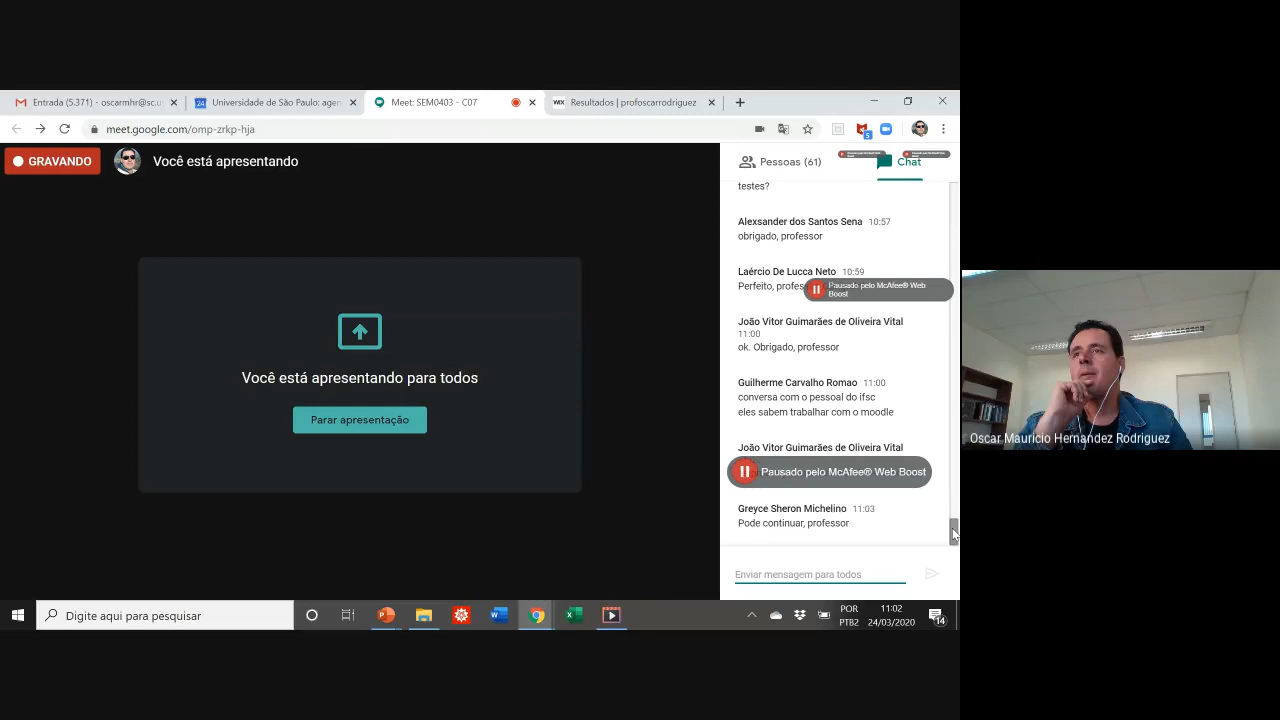 Entrada (5.371) - oscarmhr@sc.u
Universidade de São Paulo: agen
Meet: SEM0403 - C07
WIX
Resultados | profoscarrodriguez
meet.google.com/omp-zrkp-hja
5
GRAVANDO
Você está apresentando
Pessoas (61)
Chat
testes?
Alexsander dos Santos Sena 10:57
obrigado, professor
Laércio De Lucca Neto 10:59
Perfeito, profes
Pausado pelo McAfee® Web
Boost
João Vitor Guimarães de Oliveira Vital
11:00
ok. Obrigado, professor
Guilherme Carvalho Romao 11:00
conversa com o pessoal do ifsc
eles sabem trabalhar com o moodle
João Vitor Guimarães de Oliveira Vital
Pausado pelo McAfee® Web Boost
Greyce Sheron Michelino 11:03
Pode continuar, professor
Enviar mensagem para todos
Você está apresentando para todos
Parar apresentação
Oscar Mauricio Hernandez Rodriguez
Digite aqui para pesquisar
POR
PTB2
11:02
24/03/2020
14